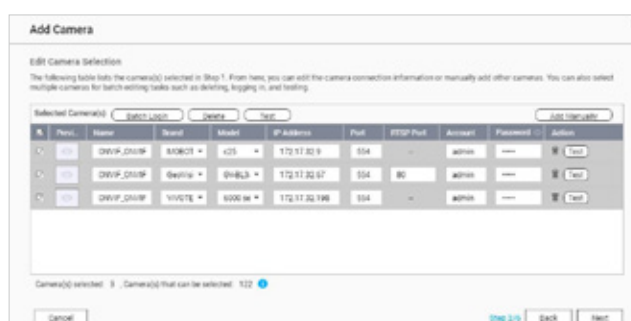 Add Camera
Edit Camera Selection
The following table lists the camera(s) selected in Step 1. From here, you can edit the camera connection information or manually add other cameras. You can also select
multiple cameras for batch editing tasks such as deleting, logging in, and testing.
Selected Camera(s) Batch Login Delete Test Add Manually
Name Brand Model IP Address Port RTSP Port Account Password Action
172.17.32.9 554 - admin Test
172.17.32.57 554 80 admin Test
172.17.32.198 554 - admin Test
Camera(s) selected: 3 , Camera(s) that can be selected: 122
Cancel Step 2/6 Back Next